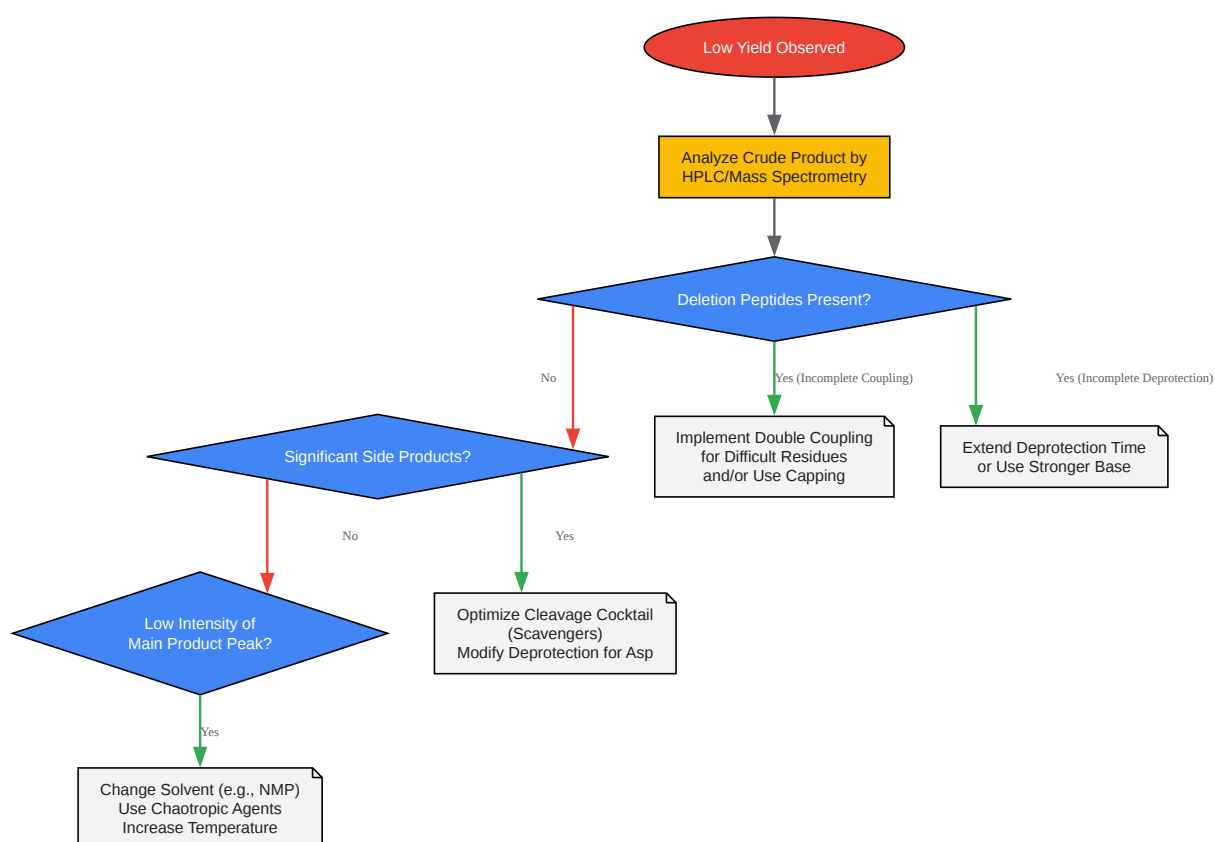 Low Yield Observed
Analyze Crude Product by
HPLC/Mass Spectrometry
Deletion Peptides Present?
No
Yes (Incomplete Coupling)
Yes (Incomplete Deprotection)
Implement Double Coupling
for Difficult Residues
and/or Use Capping
Extend Deprotection Time
or Use Stronger Base
Significant Side Products?
No
Yes
Low Intensity of
Main Product Peak?
Optimize Cleavage Cocktail
(Scavengers)
Modify Deprotection for Asp
Yes
Change Solvent (e.g., NMP)
Use Chaotropic Agents
Increase Temperature